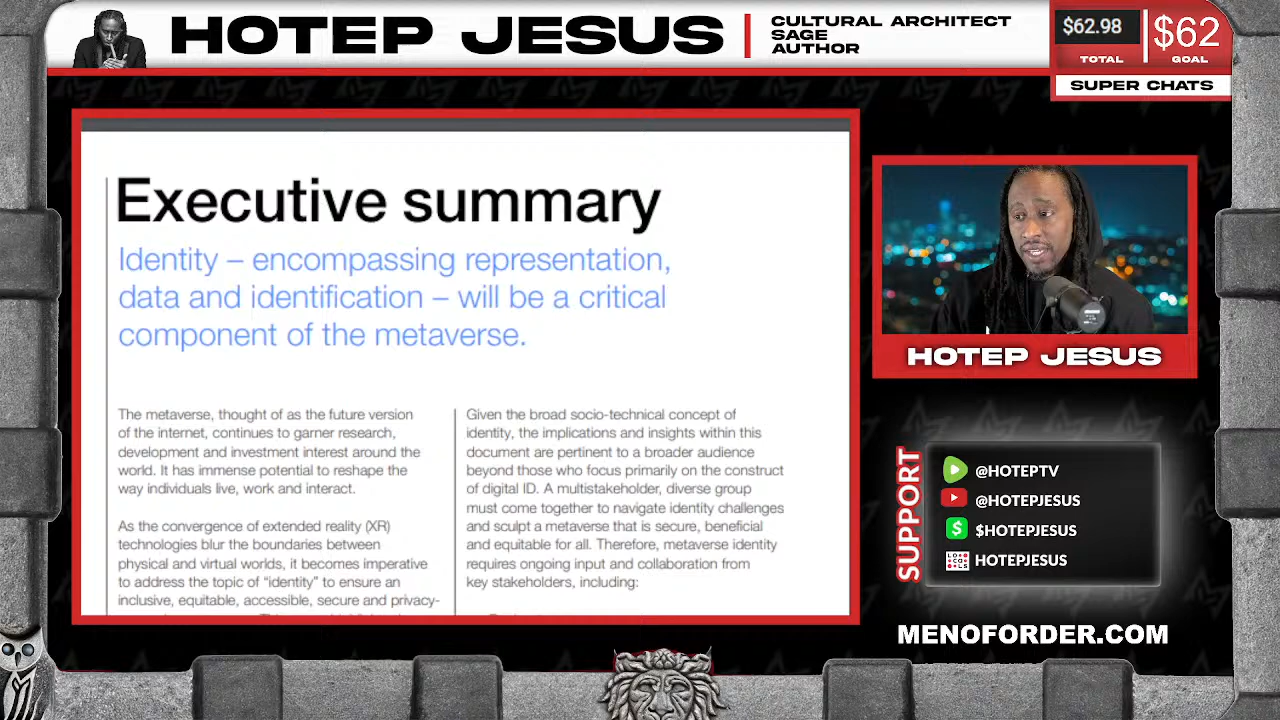 HOTEP JESUS
CULTURAL ARCHITECT
SAGE
AUTHOR
$62.98
TOTAL
$62
GOAL
SUPER CHATS
Executive summary
Identity – encompassing representation,
data and identification – will be a critical
component of the metaverse.
The metaverse, thought of as the future version
of the internet, continues to garner research,
development and investment interest around the
world. It has immense potential to reshape the
way individuals live, work and interact.
As the convergence of extended reality (XR)
technologies blur the boundaries between
physical and virtual worlds, it becomes imperative
to address the topic of “identity” to ensure an
inclusive, equitable, accessible, secure and privacy-
Given the broad socio-technical concept of
identity, the implications and insights within this
document are pertinent to a broader audience
beyond those who focus primarily on the construct
of digital ID. A multistakeholder, diverse group
must come together to navigate identity challenges
and sculpt a metaverse that is secure, beneficial
and equitable for all. Therefore, metaverse identity
requires ongoing input and collaboration from
key stakeholders, including:
HOTEP JESUS
SUPPORT
@HOTEPTV
@HOTEPJESUS
$HOTEPJESUS
HOTEPJESUS
MENOFORDER.COM